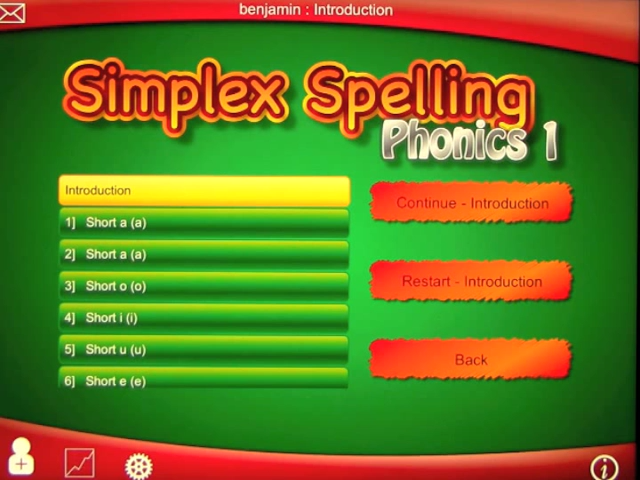 benjamin : Introduction
Simplex Spelling
Phonics 1
Introduction
1] Short a (a)
2] Short a (a)
3] Short o (o)
4] Short i (i)
5] Short u (u)
6] Short e (e)
Continue - Introduction
Restart - Introduction
Back